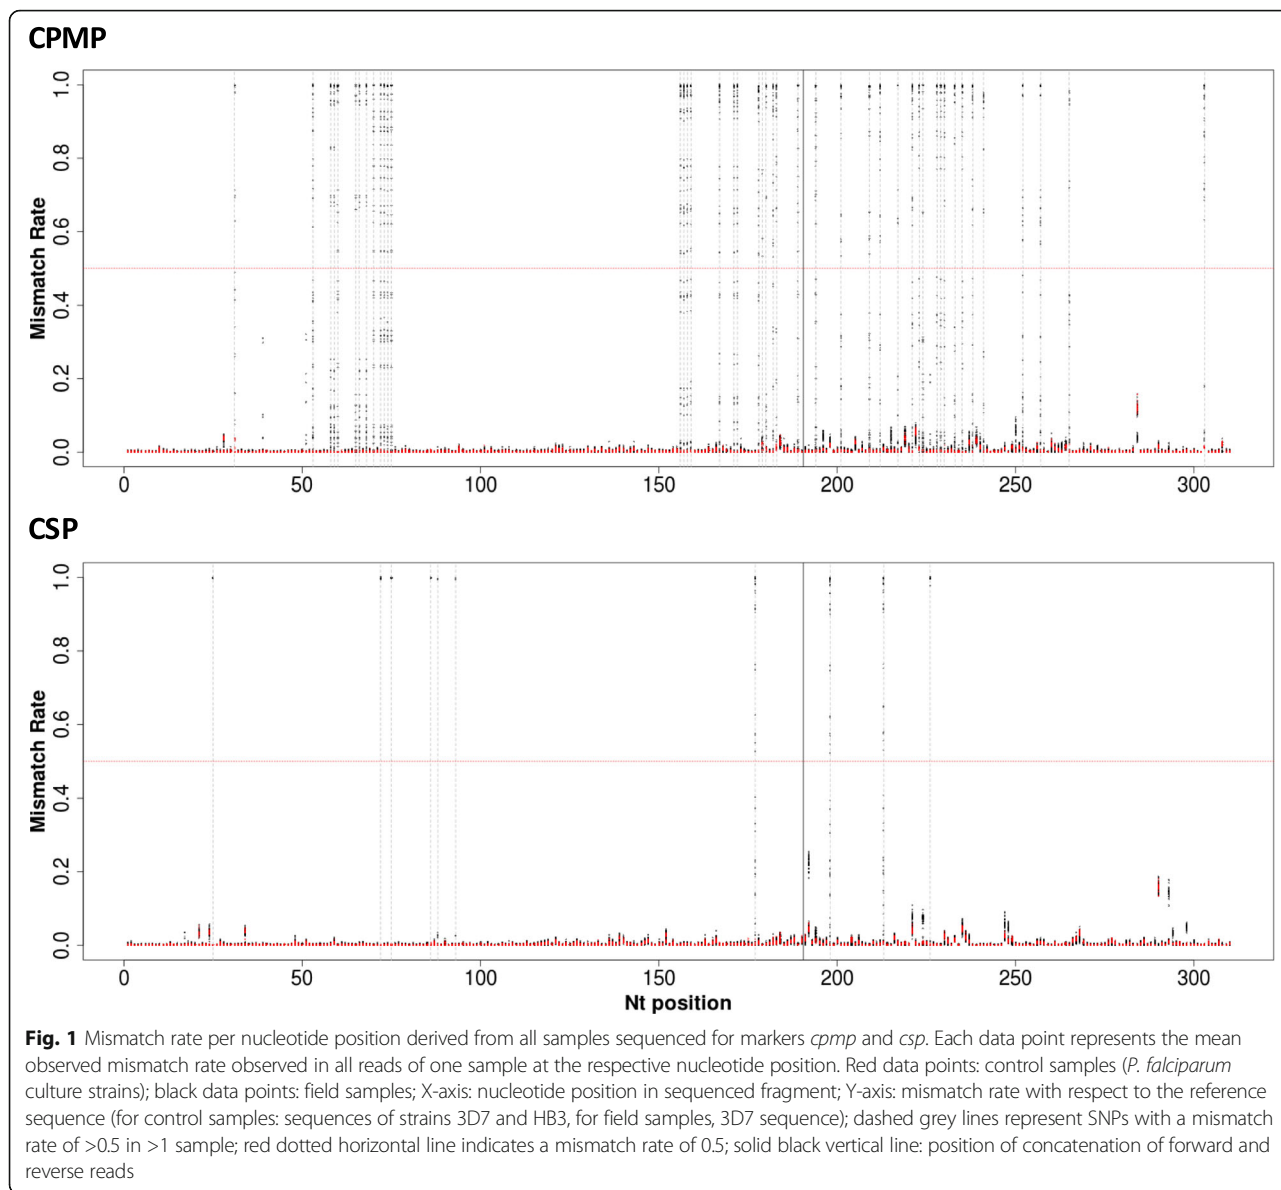 CPMP
1.0
0.8
0.6
0.4
0.2
0.0
Mismatch Rate
0 50 100 150 200 250 300
CSP
1.0
0.8
0.6
0.4
0.2
0.0
Mismatch Rate
0 50 100 150 200 250 300
Nt position
Fig. 1 Mismatch rate per nucleotide position derived from all samples sequenced for markers cpmp and csp. Each data point represents the mean
observed mismatch rate observed in all reads of one sample at the respective nucleotide position. Red data points: control samples (P. falciparum
culture strains); black data points: field samples; X-axis: nucleotide position in sequenced fragment; Y-axis: mismatch rate with respect to the reference
sequence (for control samples: sequences of strains 3D7 and HB3, for field samples, 3D7 sequence); dashed grey lines represent SNPs with a mismatch
rate of >0.5 in >1 sample; red dotted horizontal line indicates a mismatch rate of 0.5; solid black vertical line: position of concatenation of forward and
reverse reads